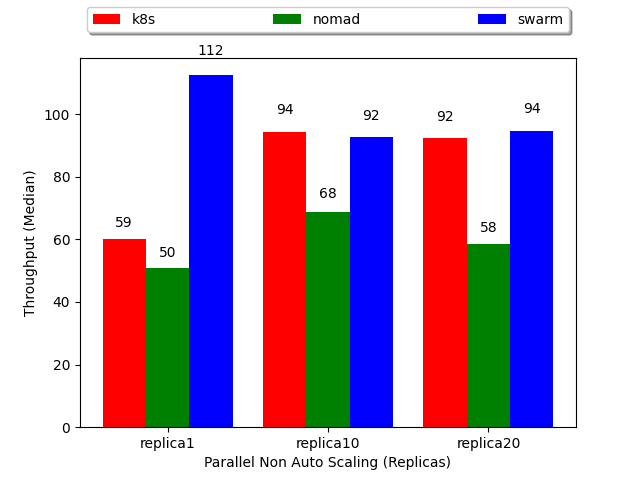 k8s nomad swarm
112
94 92 92 94
59 50 68 58
Throughput (Median)
100
80
60
40
20
0
replica1 replica10 replica20
Parallel Non Auto Scaling (Replicas)